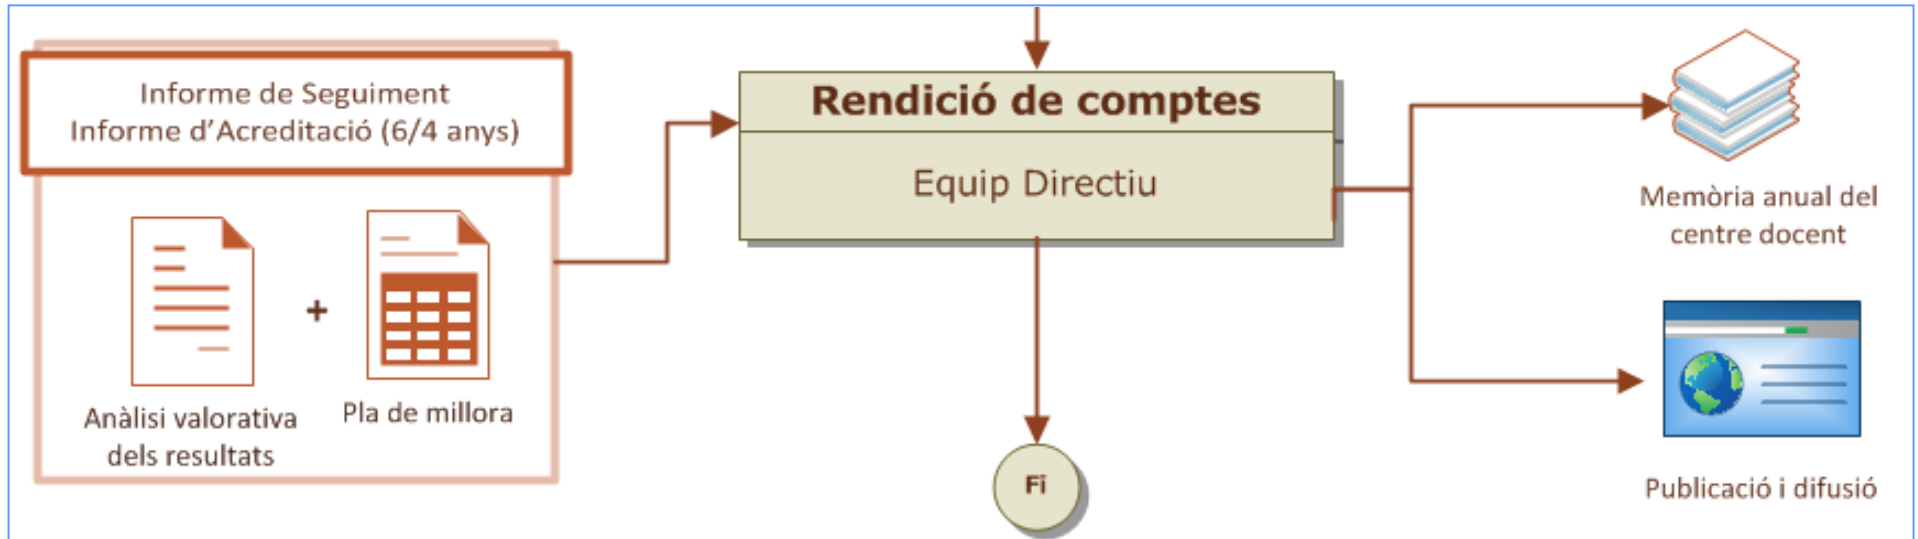 Informe de Seguiment
Informe d'Acreditació (6/4 anys)
+
Anàlisi valorativa
dels resultats
Pla de millora
Rendició de comptes
Equip Directiu
Fi
Memòria anual del
centre docent
Publicació i difusió